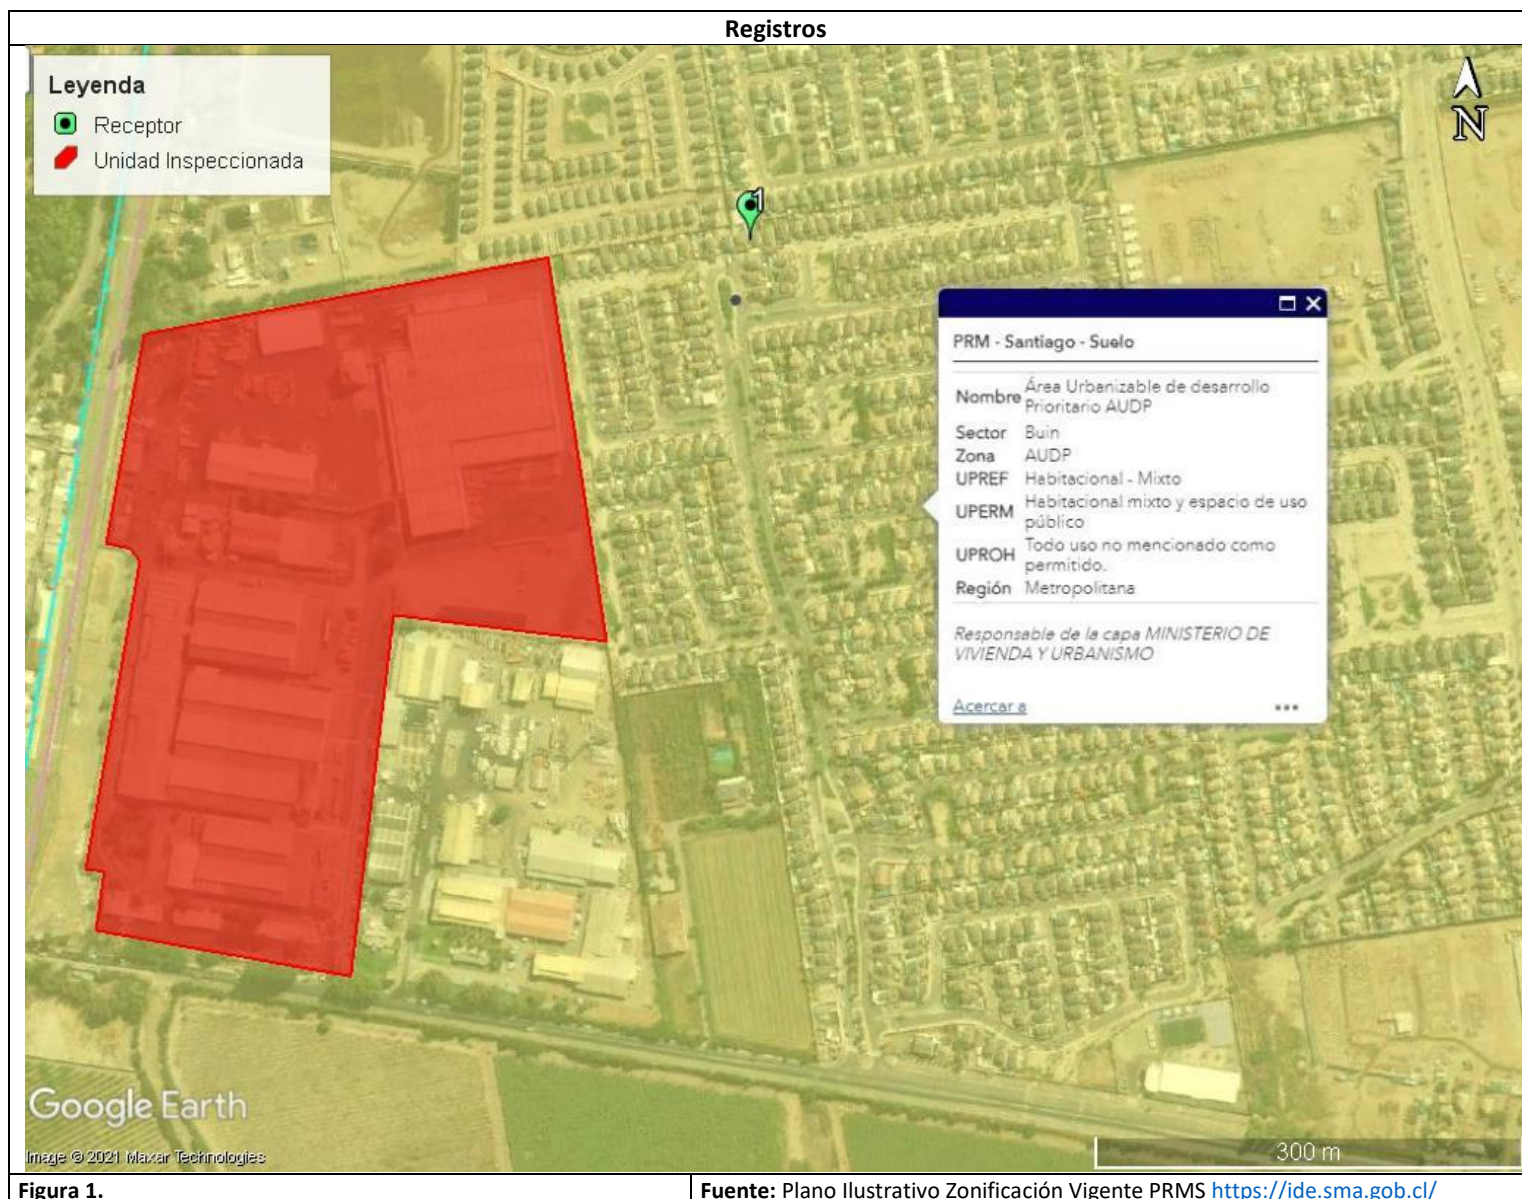 Registros
Leyenda
Receptor
Unidad Inspeccionada
N
1
PRM - Santiago - Suelo
Nombre Área Urbanizable de desarrollo
Prioritario AUDP
Sector Buin
Zona AUDP
UPREF Habitacional - Mixto
UPERM Habitacional mixto y espacio de uso
público
UPROH Todo uso no mencionado como
permitido.
Región Metropolitana
Responsable de la capa MINISTERIO DE
VIVIENDA Y URBANISMO
Acercar a
Google Earth
Image © 2021 Maxar Technologies
300 m
Figura 1.
Fuente: Plano Ilustrativo Zonificación Vigente PRMS https://ide.sma.gob.cl/